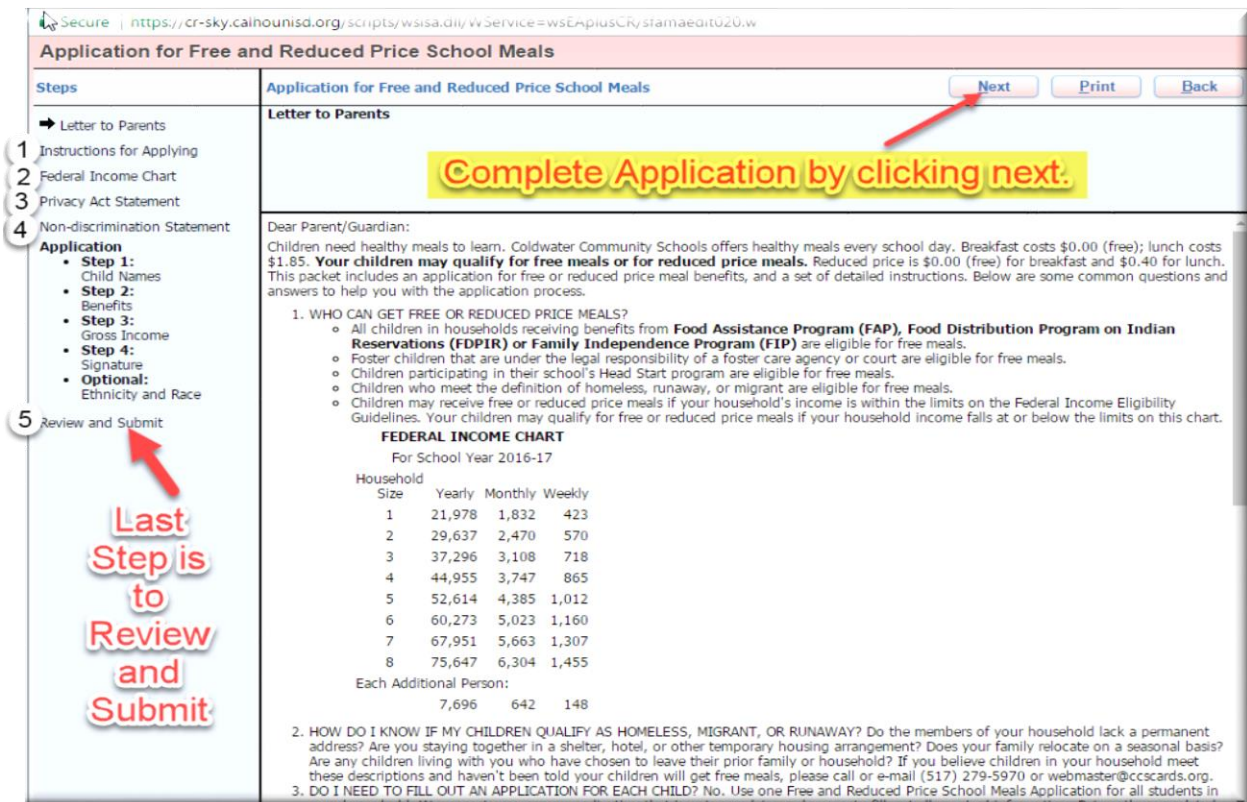 Secure | https://cr-sky.calhounisd.org/scripts/wsisa.dll/WService=wsEAplusCR/sfamaedit020.w
Application for Free and Reduced Price School Meals
Steps
Application for Free and Reduced Price School Meals
Next
Print
Back
Letter to Parents
1 Instructions for Applying
2 Federal Income Chart
3 Privacy Act Statement
4 Non-discrimination Statement
Application
• Step 1:
Child Names
• Step 2:
Benefits
• Step 3:
Gross Income
• Step 4:
Signature
• Optional:
Ethnicity and Race
5 Review and Submit
Last
Step is
to
Review
and
Submit
Letter to Parents
Complete Application by clicking next.
Dear Parent/Guardian:
Children need healthy meals to learn. Coldwater Community Schools offers healthy meals every school day. Breakfast costs $0.00 (free); lunch costs
$1.85. Your children may qualify for free meals or for reduced price meals. Reduced price is $0.00 (free) for breakfast and $0.40 for lunch.
This packet includes an application for free or reduced price meal benefits, and a set of detailed instructions. Below are some common questions and
answers to help you with the application process.
1. WHO CAN GET FREE OR REDUCED PRICE MEALS?
All children in households receiving benefits from Food Assistance Program (FAP), Food Distribution Program on Indian
Reservations (FDPIR) or Family Independence Program (FIP) are eligible for free meals.
Foster children that are under the legal responsibility of a foster care agency or court are eligible for free meals.
Children participating in their school's Head Start program are eligible for free meals.
Children who meet the definition of homeless, runaway, or migrant are eligible for free meals.
Children may receive free or reduced price meals if your household's income is within the limits on the Federal Income Eligibility
Guidelines. Your children may qualify for free or reduced price meals if your household income falls at or below the limits on this chart.
FEDERAL INCOME CHART
For School Year 2016-17
Household
Size Yearly Monthly Weekly
1 21,978 1,832 423
2 29,637 2,470 570
3 37,296 3,108 718
4 44,955 3,747 865
5 52,614 4,385 1,012
6 60,273 5,023 1,160
7 67,951 5,663 1,307
8 75,647 6,304 1,455
Each Additional Person:
7,696 642 148
2. HOW DO I KNOW IF MY CHILDREN QUALIFY AS HOMELESS, MIGRANT, OR RUNAWAY? Do the members of your household lack a permanent
address? Are you staying together in a shelter, hotel, or other temporary housing arrangement? Does your family relocate on a seasonal basis?
Are any children living with you who have chosen to leave their prior family or household? If you believe children in your household meet
these descriptions and haven't been told your children will get free meals, please call or e-mail (517) 279-5970 or webmaster@ccscards.org.
3. DO I NEED TO FILL OUT AN APPLICATION FOR EACH CHILD? No. Use one Free and Reduced Price School Meals Application for all students in